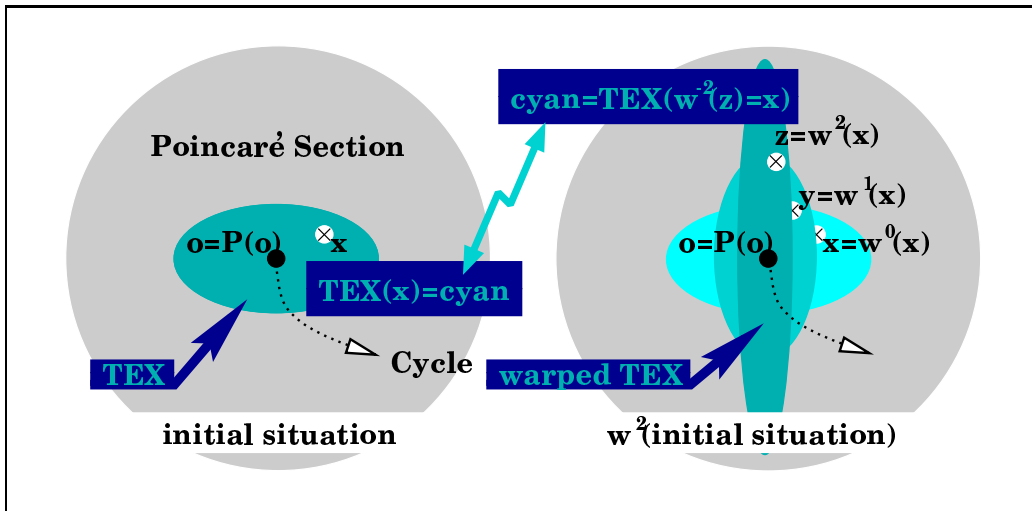 Poincaré Section
o=P(o)
x
TEX(x)=cyan
TEX
Cycle
initial situation
cyan=TEX(w⁻²(z)=x)
z=w²(x)
y=w¹(x)
o=P(o)
x=w⁰(x)
warped TEX
w²(initial situation)